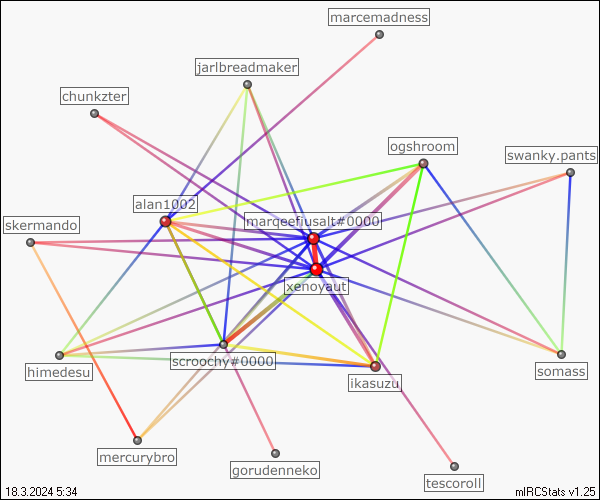 marcemadness
jarlbreadmaker
chunkzter
ogshroom
swanky.pants
alan1002
marqeefiusalt#0000
skermando
xenoyaut
scroochy#0000
himedesu
ikasuzu
somass
mercurybro
gorudenneko
tescoroll
18.3.2024 5:34
mIRCStats v1.25